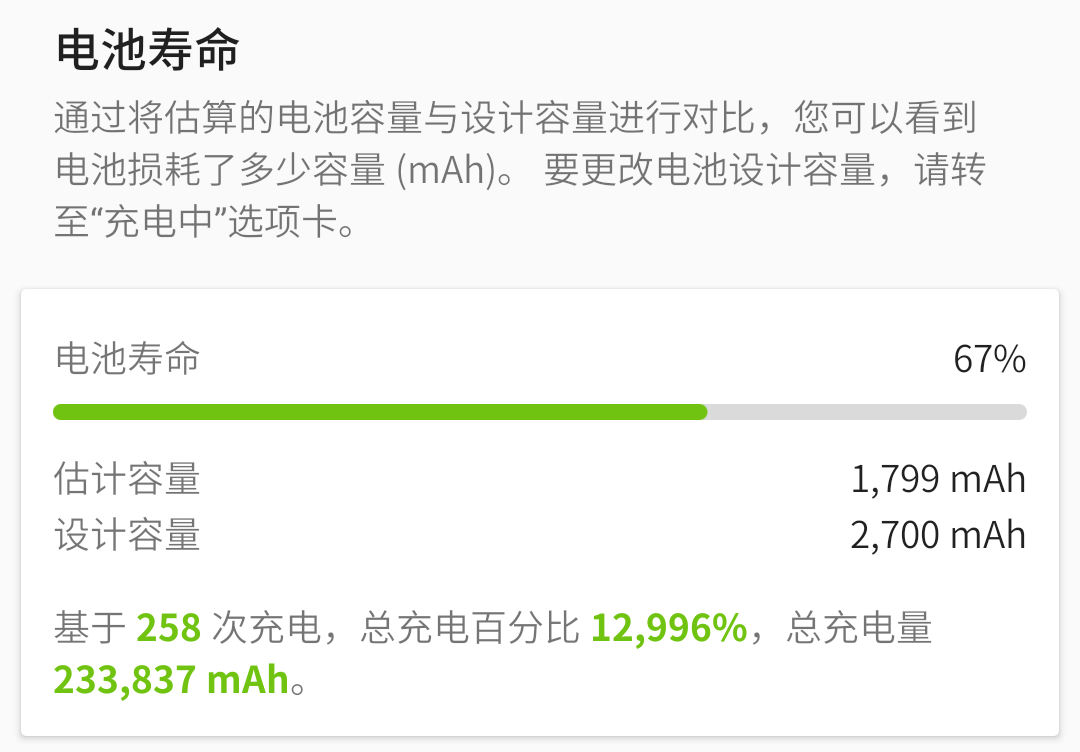 电池寿命
通过将估算的电池容量与设计容量进行对比，您可以看到
电池损耗了多少容量 (mAh)。 要更改电池设计容量，请转
至“充电中”选项卡。
电池寿命 67%
估计容量 1,799 mAh
设计容量 2,700 mAh
基于 258 次充电，总充电百分比 12,996%，总充电量
233,837 mAh。